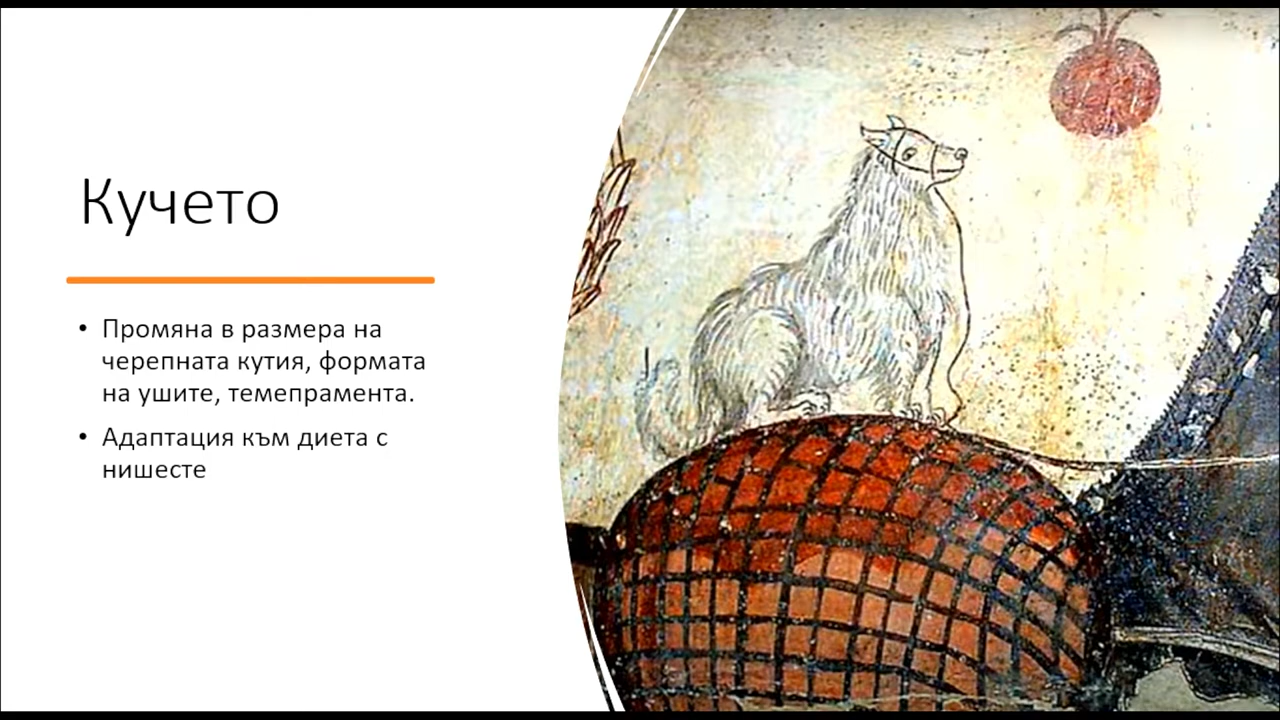 Кучето
• Промяна в размера на
черепната кутия, формата
на ушите, темепрамента.
• Адаптация към диета с
нишесте